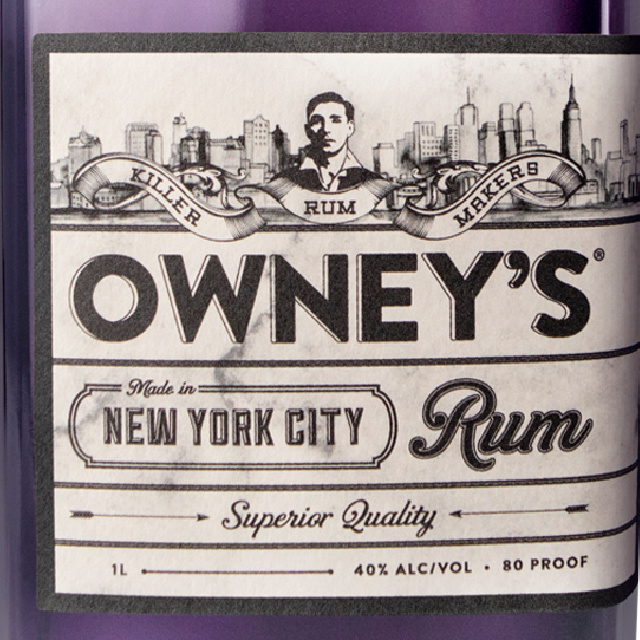 KILLER RUM MAKERS
OWNEY'S®
Made in
NEW YORK CITY
Rum
Superior Quality
1L 40% ALC/VOL • 80 PROOF